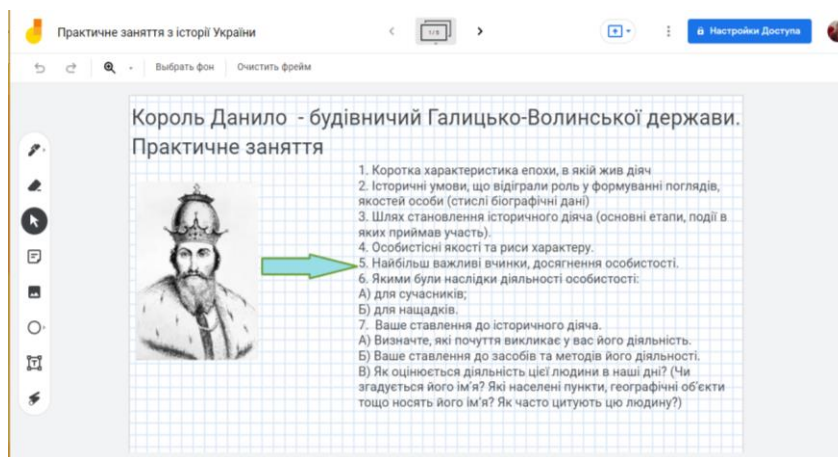 Практичне заняття з історії України
1/3
Настройки Доступа
Выбрать фон
Очистить фрейм
Король Данило - будівничий Галицько-Волинської держави.
Практичне заняття
1. Коротка характеристика епохи, в якій жив діяч
2. Історичні умови, що відіграли роль у формуванні поглядів,
якостей особи (стислі біографічні дані)
3. Шлях становлення історичного діяча (основні етапи, події в
яких приймав участь).
4. Особистісні якості та риси характеру.
5. Найбільш важливі вчинки, досягнення особистості.
6. Якими були наслідки діяльності особистості:
А) для сучасників;
Б) для нащадків.
7. Ваше ставлення до історичного діяча.
А) Визначте, які почуття викликає у вас його діяльність.
Б) Ваше ставлення до засобів та методів його діяльності.
В) Як оцінюється діяльність цієї людини в наші дні? (Чи
згадується його ім'я? Які населені пункти, географічні об'єкти
тощо носять його ім'я? Як часто цитують цю людину?)